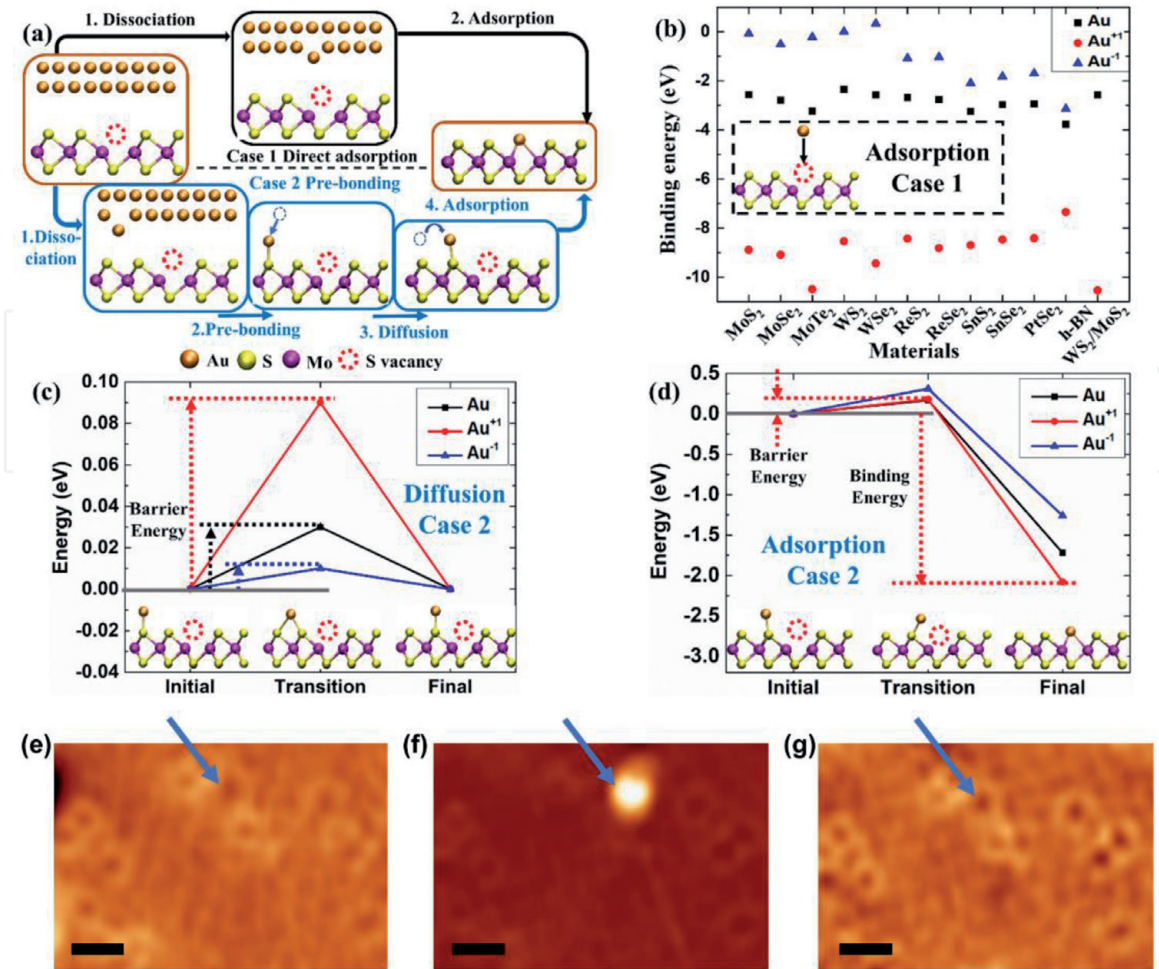 (a)
1. Dissociation
2. Adsorption
Case 1 Direct adsorption
Case 2 Pre-bonding
4. Adsorption
1.Disso-
ciation
2.Pre-bonding
3. Diffusion
Au
S
Mo
S vacancy
(b)
Binding energy (eV)
0
-2
-4
-6
-8
-10
Au
Au+1
Au-1
Adsorption
Case 1
MoS2
MoSe2
MoTe2
WS2
WSe2
ReS2
ReSe2
SnS2
SnSe2
PtSe2
h-BN
WS2/MoS2
Materials
(c)
Energy (eV)
0.10
0.08
0.06
0.04
0.02
0.00
-0.02
-0.04
Au
Au+1
Au-1
Barrier
Energy
Diffusion
Case 2
Initial
Transition
Final
(d)
Energy (eV)
0.5
0.0
-0.5
-1.0
-1.5
-2.0
-2.5
-3.0
Au
Au+1
Au-1
Barrier
Energy
Binding
Energy
Adsorption
Case 2
Initial
Transition
Final
(e)
(f)
(g)